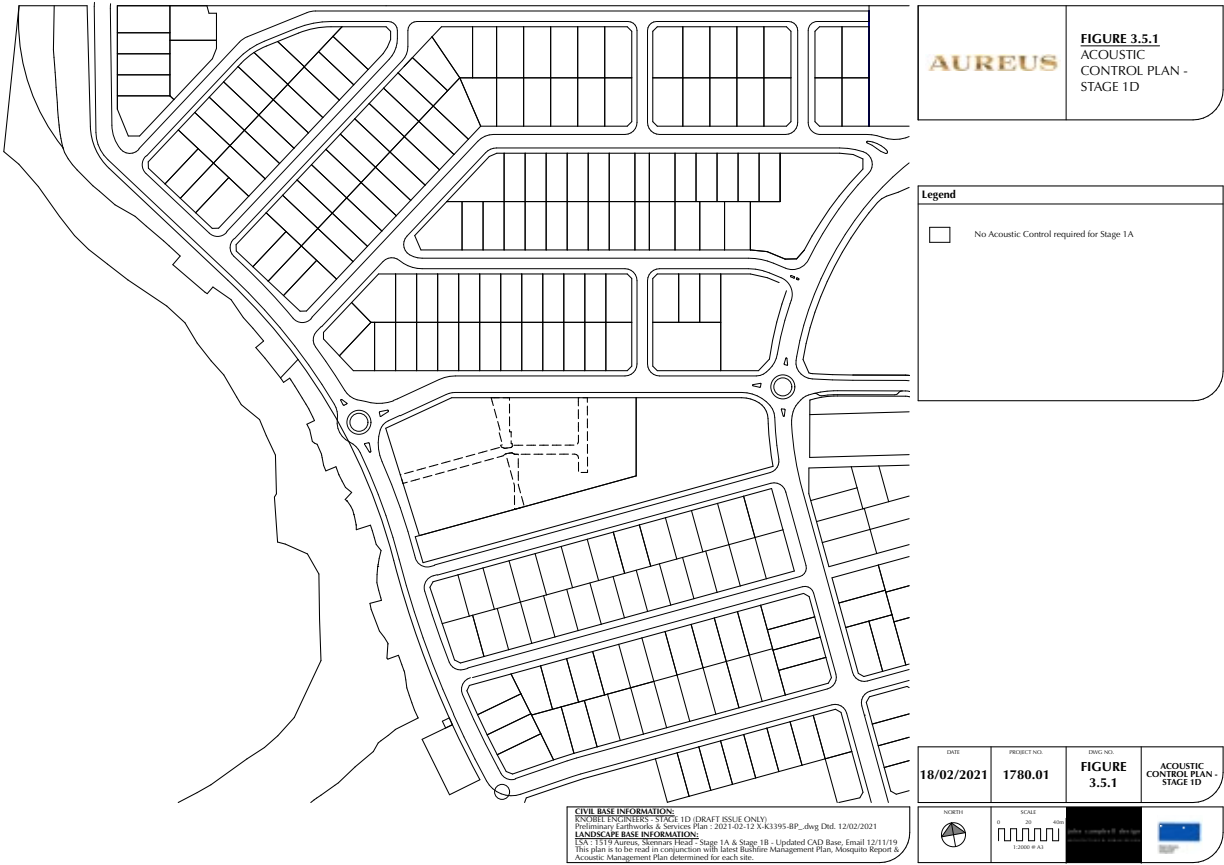 AUREUS
FIGURE 3.5.1
ACOUSTIC
CONTROL PLAN -
STAGE 1D
Legend
No Acoustic Control required for Stage 1A
DATE
18/02/2021
PROJECT NO.
1780.01
DWG NO.
FIGURE
3.5.1
ACOUSTIC
CONTROL PLAN -
STAGE 1D
CIVIL BASE INFORMATION:
KNOBEL ENGINEERS - STAGE 1D (DRAFT ISSUE ONLY)
Preliminary Earthworks & Services Plan : 2021-02-12 X-K3395-BP_.dwg Dtd. 12/02/2021
LANDSCAPE BASE INFORMATION:
LSA : 1519 Aureus, Skennars Head - Stage 1A & Stage 1B - Updated CAD Base, Email 12/11/19
This plan is to be read in conjunction with latest Bushfire Management Plan, Mosquito Report &
Acoustic Management Plan determined for each site.
NORTH
SCALE
0 20 40m
1:2000 @ A3
john campbell design